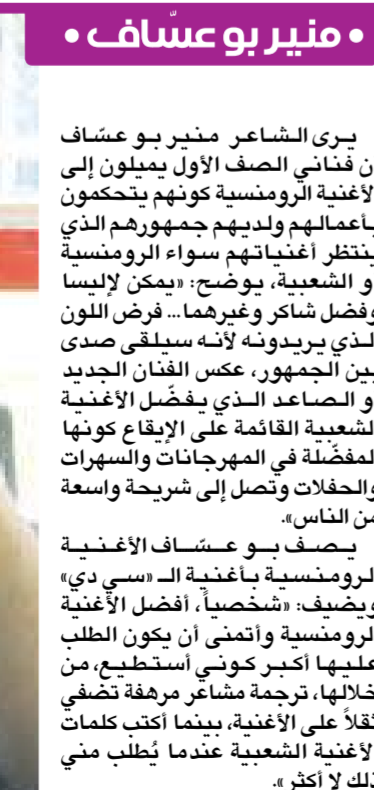 • منير بو عسّاف •
يرى الشاعر منير بو عسّاف
ن فناني الصف الأول يميلون إلى
لأغنية الرومنسية كونهم يتحكمون
بأعمالهم ولديهم جمهورهم الذي
ينتظر أغنياتهم سواء الرومنسية
و الشعبية، يوضح: «يمكن لإليسا
وفضل شاكر وغيرهما... فرض اللون
لذي يريدونه لأنه سيلقى صدى
بين الجمهور، عكس الفنان الجديد
و الصاعد الذي يفضّل الأغنية
لشعبية القائمة على الإيقاع كونها
لمفضّلة في المهرجانات والسهرات
والحفلات وتصل إلى شريحة واسعة
من الناس».
يصف بو عسّاف الأغنية
لرومنسية بأغنية الـ «سي دي»
ويضيف: «شخصياً، أفضل الأغنية
لرومنسية وأتمنى أن يكون الطلب
عليها أكبر كوني أستطيع، من
خلالها، ترجمة مشاعر مرهفة تضفي
ثقلاً على الأغنية، بينما أكتب كلمات
لأغنية الشعبية عندما يُطلب مني
ذلك لا أكثر».